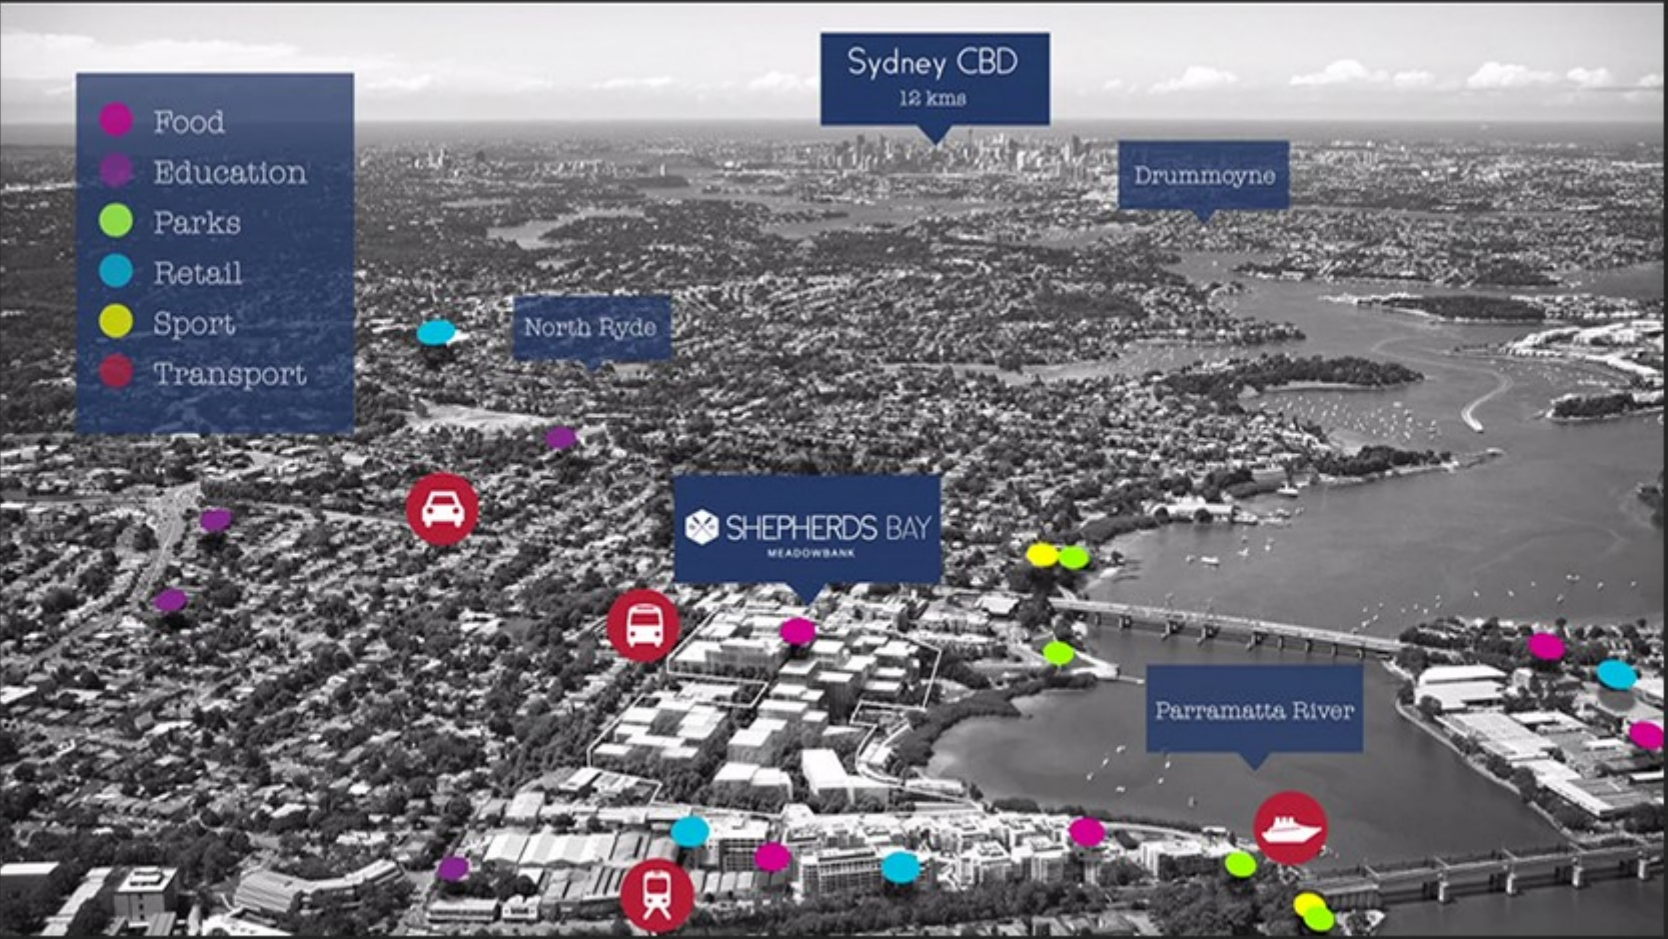 Sydney CBD
12 kms
Drummoyne
Food
Education
Parks
Retail
Sport
Transport
North Ryde
SHEPHERDS BAY
MEADOWBANK
Parramatta River